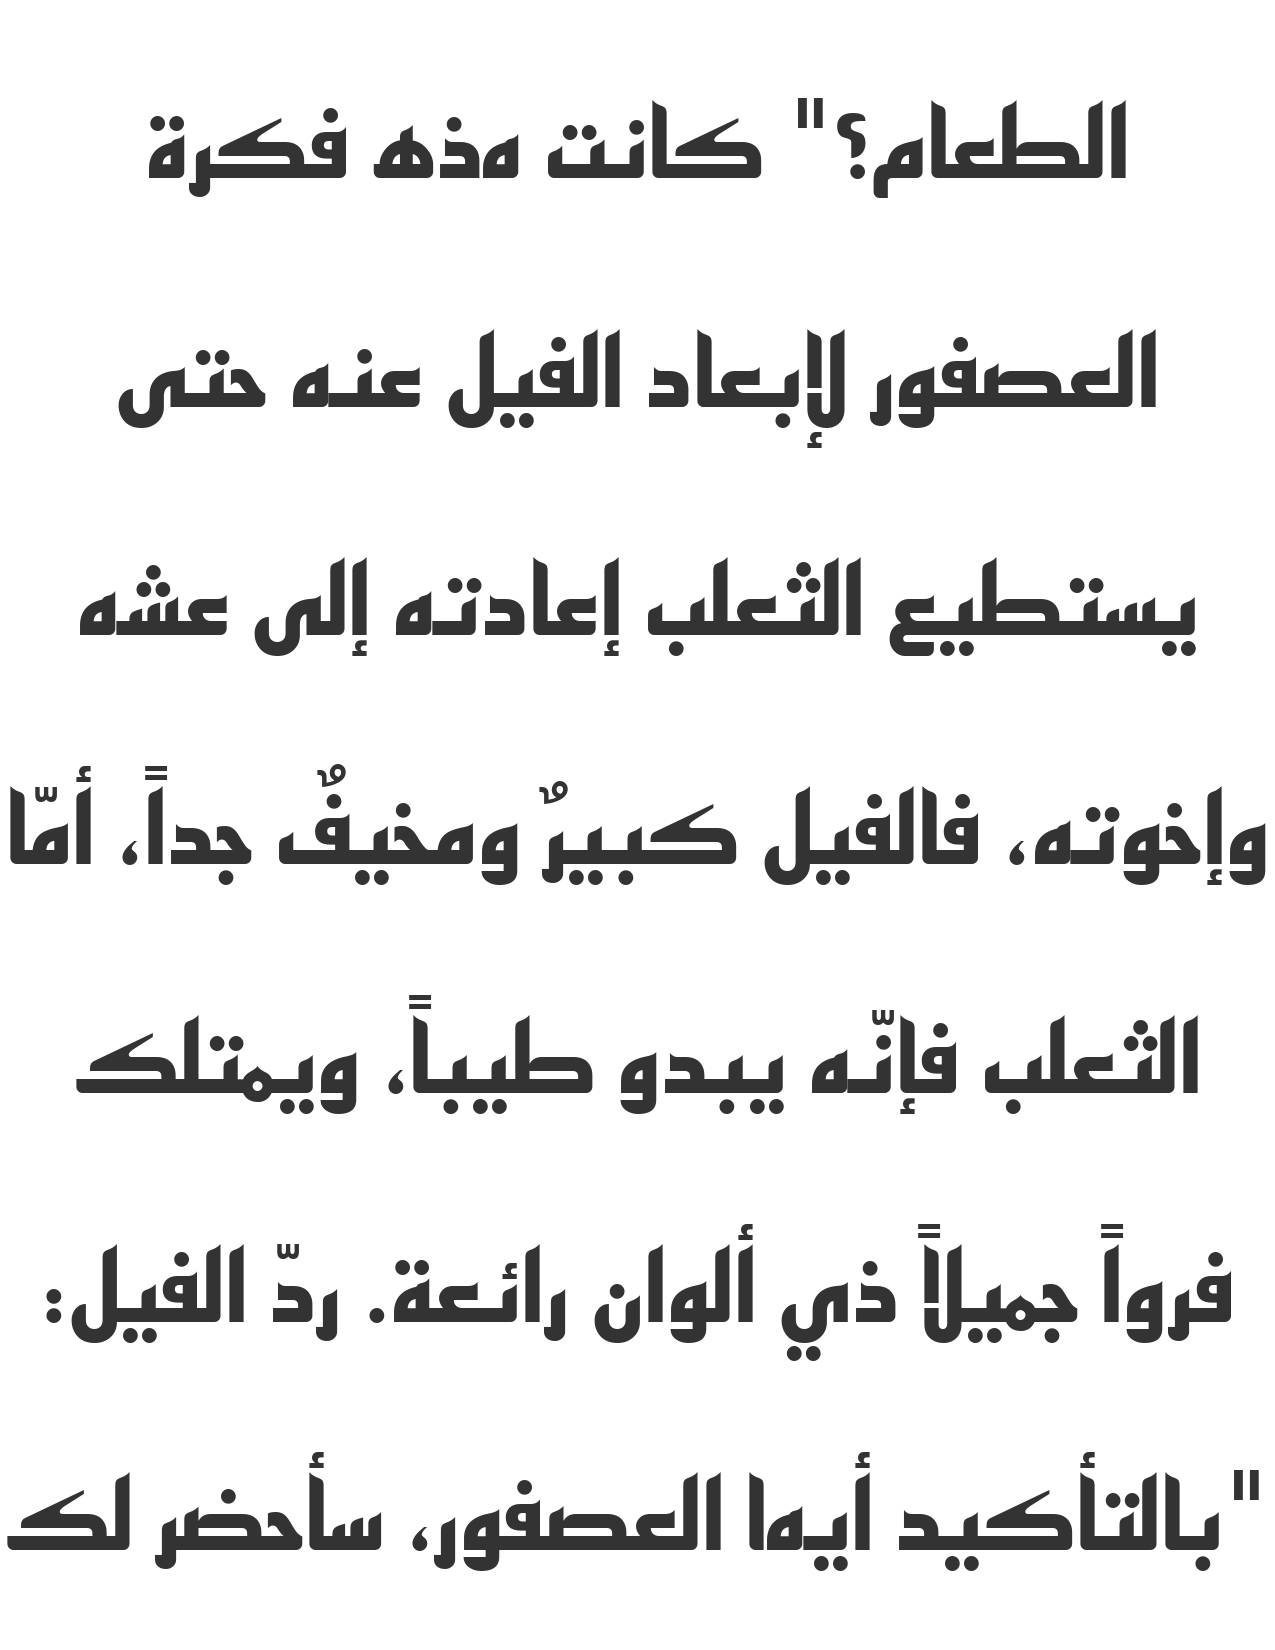 الطعام؟" كانت هذه فكرة
العصفور لإبعاد الفيل عنه حتى
يستطيع الثعلب إعادته إلى عشه
وإخوته، فالفيل كبيرٌ ومخيفٌ جداً، أمّا
الثعلب فإنّه يبدو طيباً، ويمتلك
فرواً جميلاً ذي ألوان رائعة. ردّ الفيل:
"بالتأكيد أيها العصفور، سأحضر لك